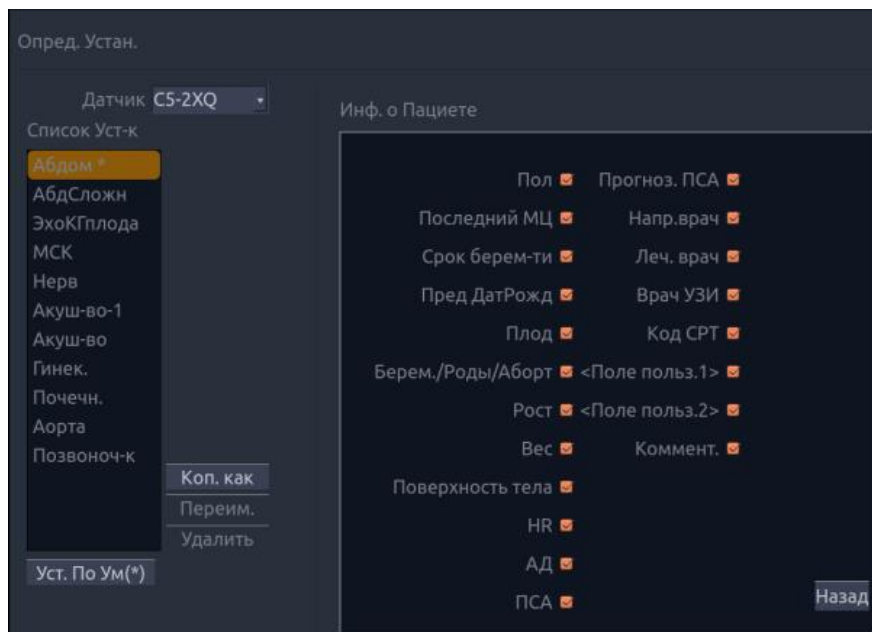 Опред. Устан.
Датчик C5-2XQ
Список Уст-к
Абдом *
АбдСложн
ЭхоКГплода
МСК
Нерв
Акуш-во-1
Акуш-во
Гинек.
Почечн.
Аорта
Позвоноч-к
Коп. как
Переим.
Удалить
Уст. По Ум(*)
Инф. о Пациете
Пол Прогноз. ПСА
Последний МЦ Напр.врач
Срок берем-ти Леч. врач
Пред ДатРожд Врач УЗИ
Плод Код CPT
Берем./Роды/Аборт <Поле польз.1>
Рост <Поле польз.2>
Вес Коммент.
Поверхность тела
HR
АД
ПСА
Назад